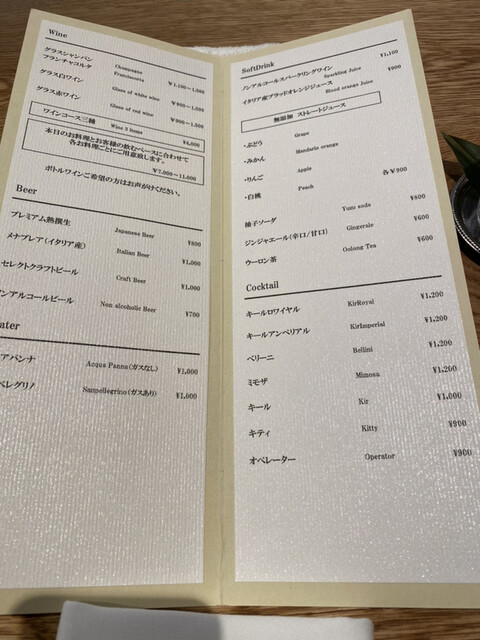 Wine
グラスシャンパン
フランチャコルタ
Champagne
Franciacorta
グラス白ワイン
Glass of white wine
グラス赤ワイン
Glass of red wine
ワインコース三種 Wine 3 items ¥4,000
本日のお料理とお客様の飲むペースに合わせて
各お料理ごとにご用意致します。
¥7,000~11,000
ボトルワインご希望の方はお声がけください。
Beer
プレミアム熟撰生 Japanese Beer ¥800
メナブレア(イタリア産) Italian Beer ¥1,000
セレクトクラフトビール Craft Beer ¥1,000
ンアルコールビール Non alcoholic Beer ¥700
ater
アパンナ Acqua Panna(ガスなし) ¥1,000
ペレグリノ Sanpellegrino(ガスあり) ¥1,000
SoftDrink
ノンアルコールスパークリングワイン Sparkling Juice ¥1,100
イタリア産ブラッドオレンジジュース Blood orange Juice ¥900
無添加 ストレートジュース
・ぶどう Grape
・みかん Mandarin orange
・りんご Apple
・白桃 Peach 各¥900
柚子ソーダ Yuzu soda ¥800
ジンジャエール(辛口/甘口) Gingerale ¥600
ウーロン茶 Oolong Tea ¥600
Cocktail
キールロワイヤル KirRoyal ¥1,200
キールアンペリアル KirImperial ¥1,200
ベリーニ Bellini ¥1,200
ミモザ Mimosa ¥1,200
キール Kir ¥1,000
キティ Kitty ¥900
オペレーター Operator ¥900